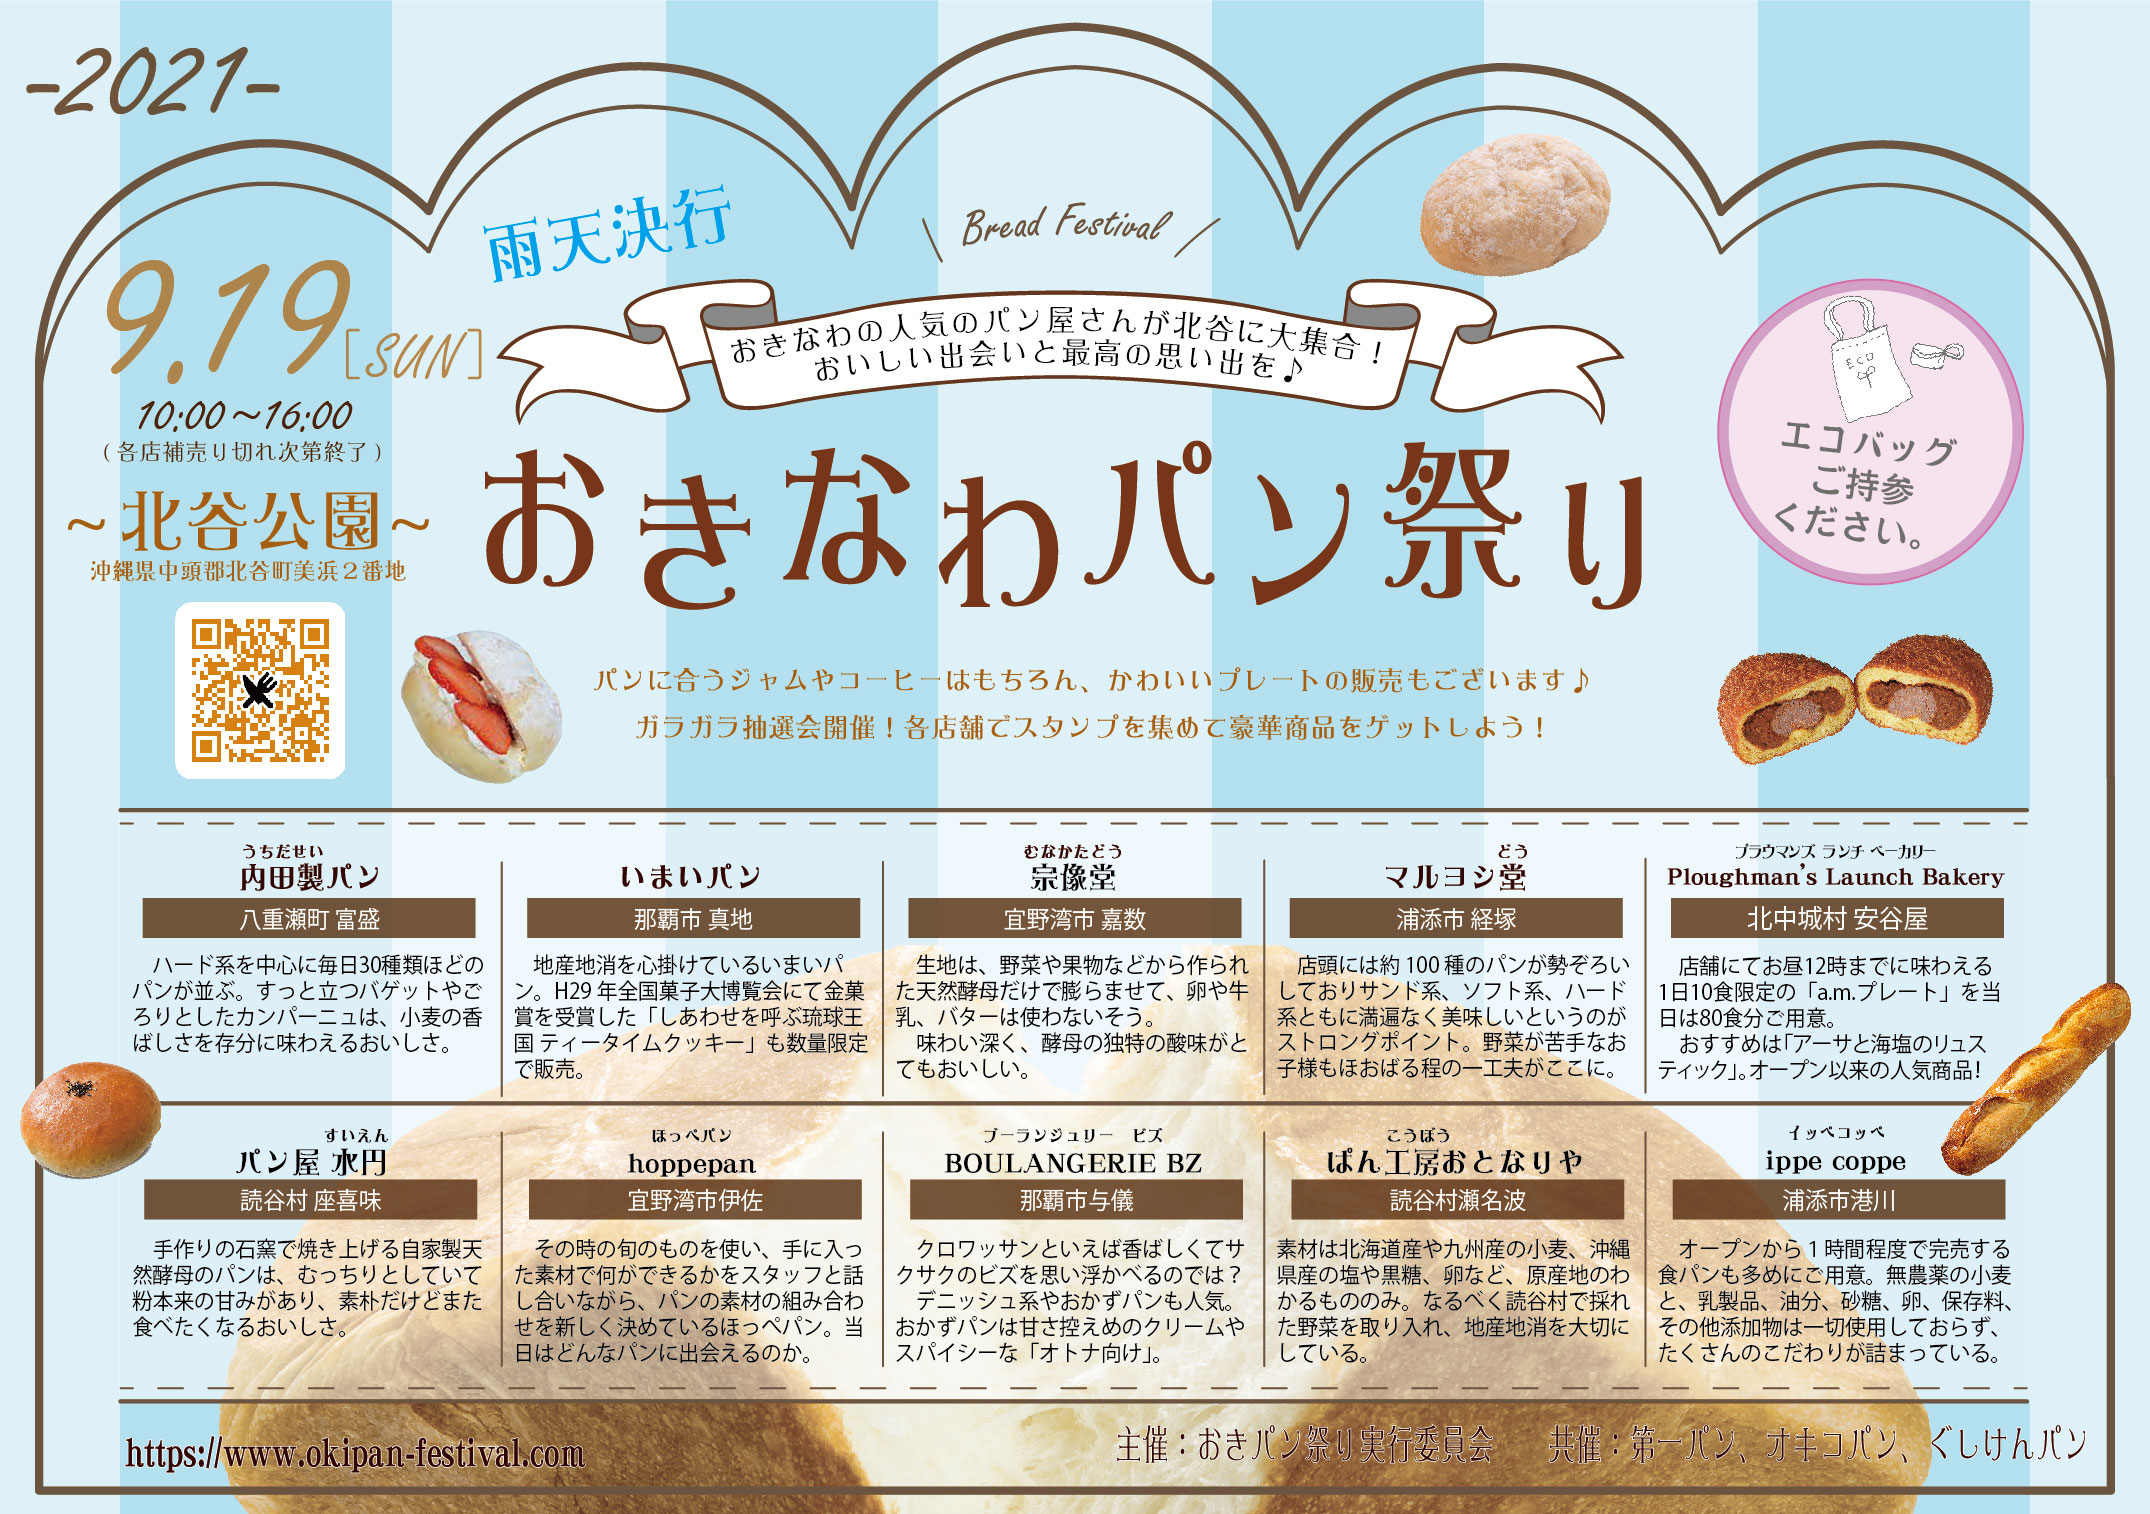 -2021-
雨天決行
Bread Festival
9.19[SUN]
10:00～16:00
(各店補売り切れ次第終了)
～北谷公園～
沖縄県中頭郡北谷町美浜２番地
おきなわの人気のパン屋さんが北谷に大集合！
おいしい出会いと最高の思い出を♪
おきなわパン祭り
ECO
エコバッグ
ご持参
ください。
パンに合うジャムやコーヒーはもちろん、かわいいプレートの販売もございます♪
ガラガラ抽選会開催！各店舗でスタンプを集めて豪華商品をゲットしよう！
うちだせい
内田製パン
八重瀬町 富盛
ハード系を中心に毎日30種類ほどの
パンが並ぶ。すっと立つバゲットやご
ろりとしたカンパーニュは、小麦の香
ばしさを存分に味わえるおいしさ。
いまいパン
那覇市 真地
地産地消を心掛けているいまいパ
ン。H29 年全国菓子大博覧会にて金菓
賞を受賞した「しあわせを呼ぶ琉球王
国 ティータイムクッキー」も数量限定
で販売。
むなかたどう
宗像堂
宜野湾市 嘉数
生地は、野菜や果物などから作られ
た天然酵母だけで膨らませて、卵や牛
乳、バターは使わないそう。
味わい深く、酵母の独特の酸味がと
てもおいしい。
どう
マルヨシ堂
浦添市 経塚
店頭には約 100 種のパンが勢ぞろい
しておりサンド系、ソフト系、ハード
系ともに満遍なく美味しいというのが
ストロングポイント。野菜が苦手なお
子様もほおばる程の一工夫がここに。
プラウマンズ ランチ ベーカリー
Ploughman's Launch Bakery
北中城村 安谷屋
店舗にてお昼12時までに味わえる
1日10食限定の「a.m.プレート」を当
日は80食分ご用意。
おすすめは「アーサと海塩のリュス
ティック」。オープン以来の人気商品！
すいえん
パン屋 水円
読谷村 座喜味
手作りの石窯で焼き上げる自家製天
然酵母のパンは、むっちりとしていて
粉本来の甘みがあり、素朴だけどまた
食べたくなるおいしさ。
ほっぺパン
hoppepan
宜野湾市伊佐
その時の旬のものを使い、手に入っ
た素材で何ができるかをスタッフと話
し合いながら、パンの素材の組み合わ
せを新しく決めているほっぺパン。当
日はどんなパンに出会えるのか。
ブーランジュリー ビズ
BOULANGERIE BZ
那覇市与儀
クロワッサンといえば香ばしくてサ
クサクのビズを思い浮かべるのでは？
デニッシュ系やおかずパンも人気。
おかずパンは甘さ控えめのクリームや
スパイシーな「オトナ向け」。
こうぼう
ぱん工房おとなりや
読谷村瀬名波
素材は北海道産や九州産の小麦、沖縄
県産の塩や黒糖、卵など、原産地のわ
かるもののみ。なるべく読谷村で採れ
た野菜を取り入れ、地産地消を大切に
している。
イッペコッペ
ippe coppe
浦添市港川
オープンから１時間程度で完売する
食パンも多めにご用意。無農薬の小麦
と、乳製品、油分、砂糖、卵、保存料、
その他添加物は一切使用しておらず、
たくさんのこだわりが詰まっている。
https://www.okipan-festival.com
主催：おきパン祭り実行委員会 共催：第一パン、オキコパン、ぐしけんパン